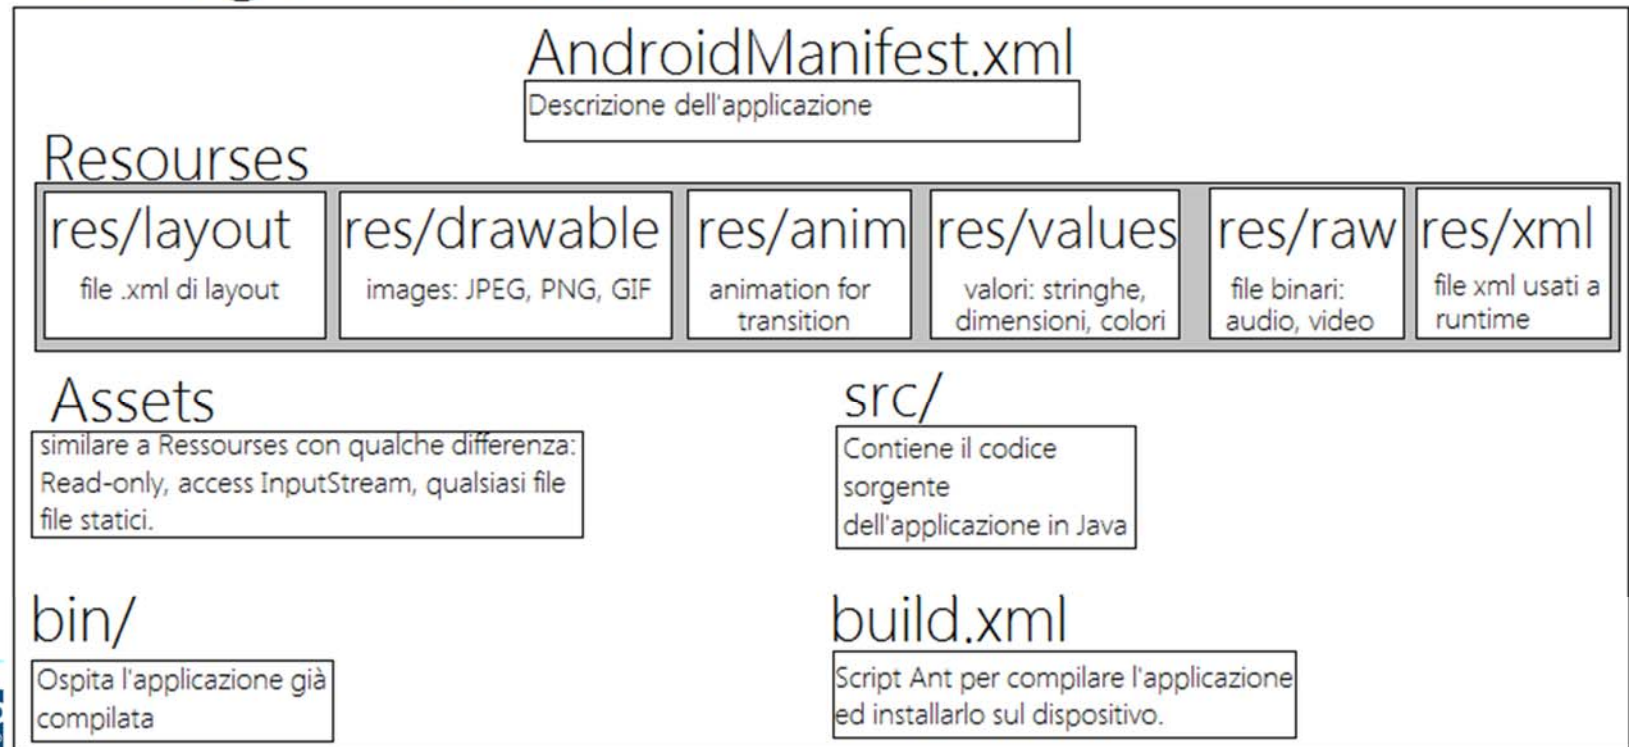 AndroidManifest.xml
Descrizione dell'applicazione
Resourses
res/layout
file .xml di layout
res/drawable
images: JPEG, PNG, GIF
res/anim
animation for
transition
res/values
valori: stringhe,
dimensioni, colori
res/raw
file binari:
audio, video
res/xml
file xml usati a
runtime
Assets
similare a Ressourses con qualche differenza:
Read-only, access InputStream, qualsiasi file
file statici.
src/
Contiene il codice
sorgente
dell'applicazione in Java
bin/
Ospita l'applicazione già
compilata
build.xml
Script Ant per compilare l'applicazione
ed installarlo sul dispositivo.